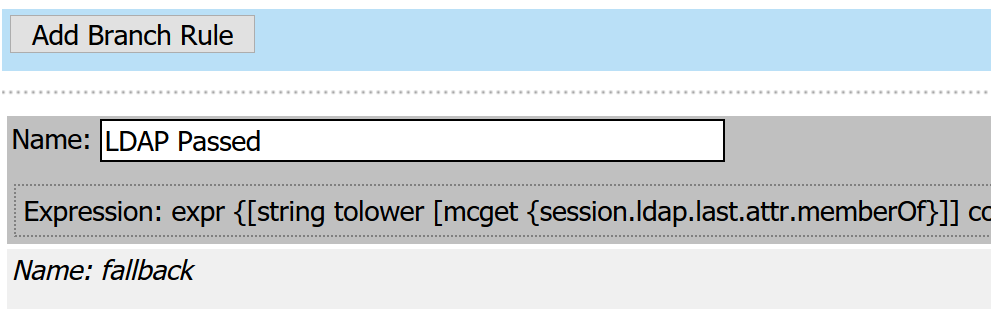 Add Branch Rule
Name: LDAP Passed
Expression: expr {[string tolower [mcget {session.ldap.last.attr.memberOf}]] co
Name: fallback